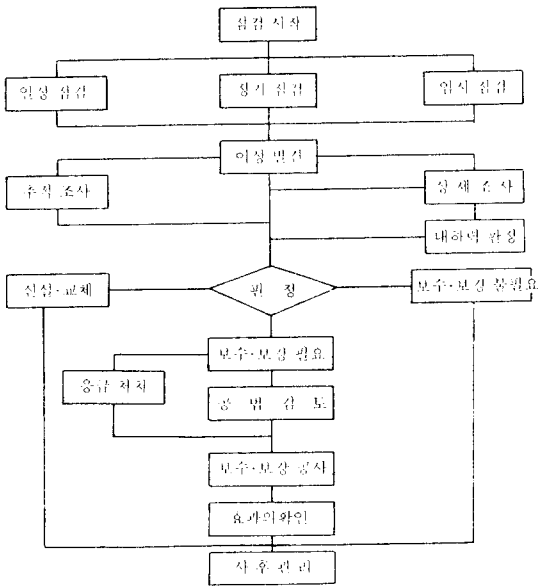 점검 시작
일상 점검
정기 점검
임시 점검
이상 발견
추적 조사
상세 조사
내하력 판정
신설·교체
판 정
보수·보강 불필요
보수·보강 필요
응급 처치
공 법 검 토
보수·보강 공사
효과의확인
사 후 관 리